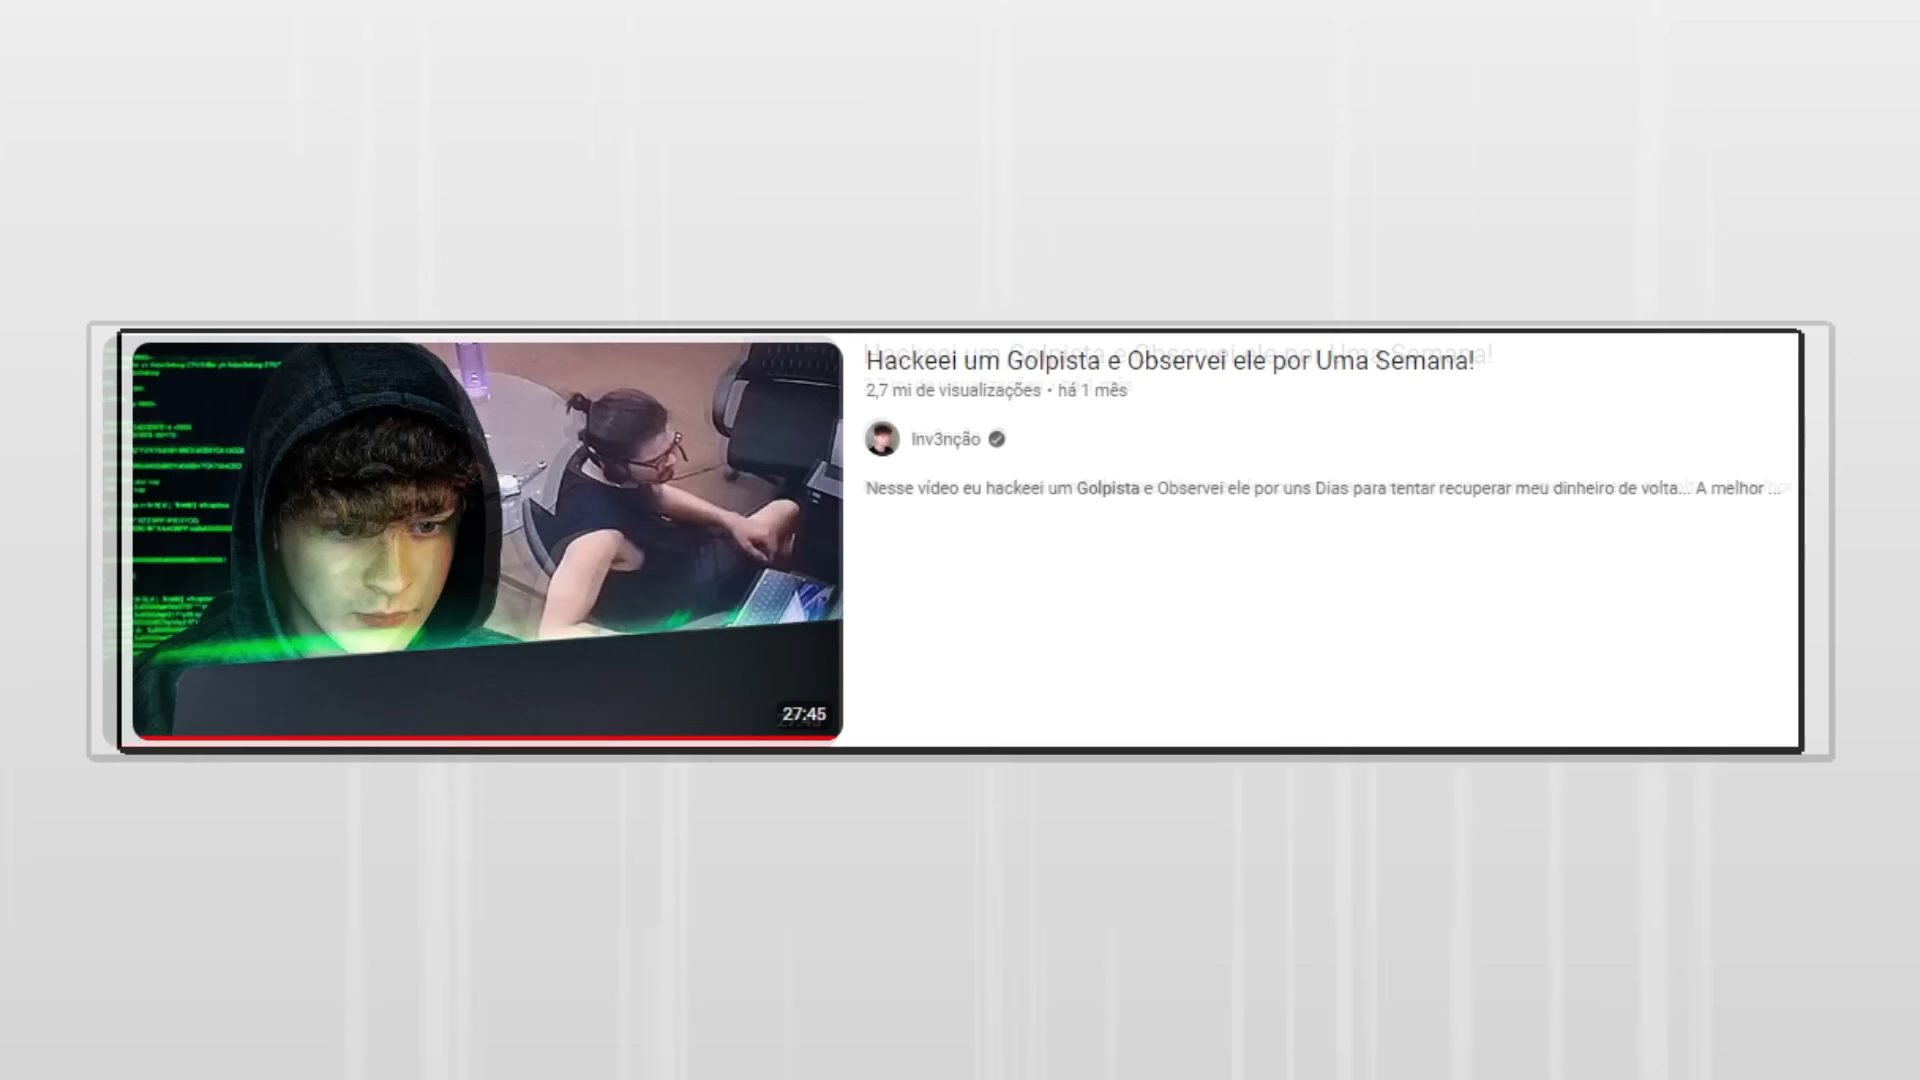 Hackeei um Golpista e Observei ele por Uma Semana!
2,7 mi de visualizações • há 1 mês
Inv3nção
Nesse vídeo eu hackeei um Golpista e Observei ele por uns Dias para tentar recuperar meu dinheiro de volta... A melhor ...
27:45